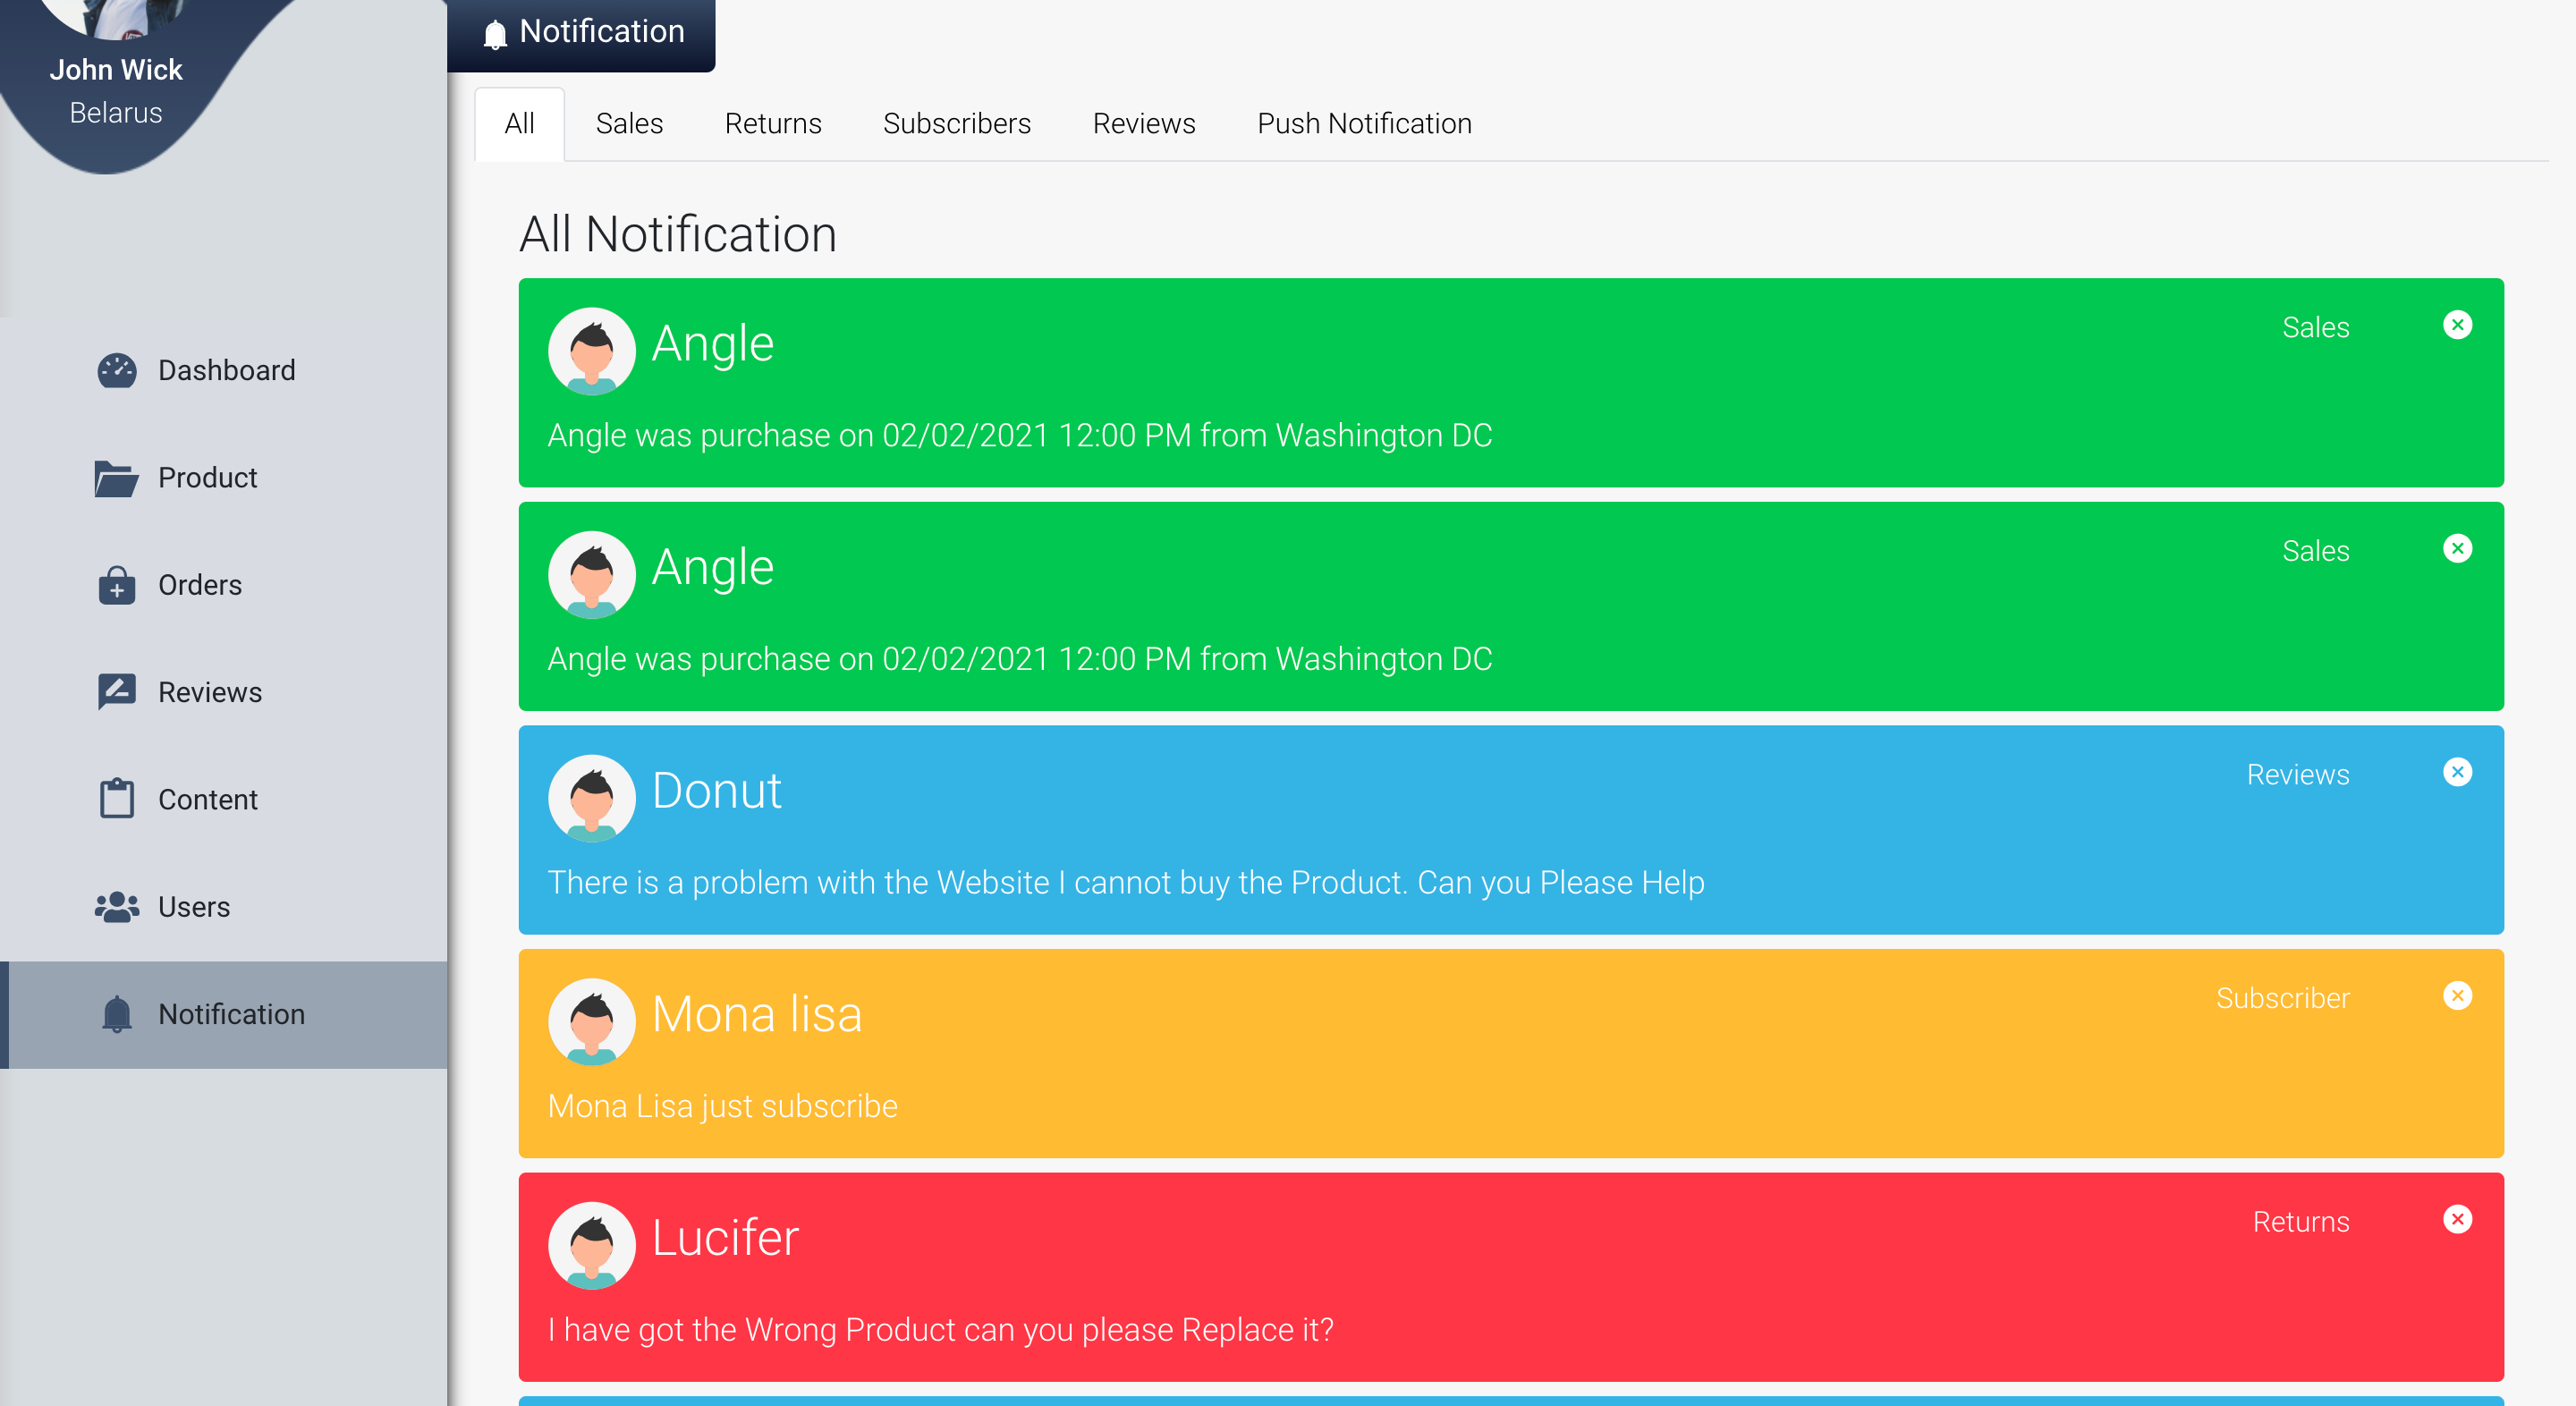 John Wick
Belarus
Dashboard
Product
Orders
Reviews
Content
Users
Notification
Notification
All Sales Returns Subscribers Reviews Push Notification
All Notification
Angle Sales
Angle was purchase on 02/02/2021 12:00 PM from Washington DC
Angle Sales
Angle was purchase on 02/02/2021 12:00 PM from Washington DC
Donut Reviews
There is a problem with the Website I cannot buy the Product. Can you Please Help
Mona lisa Subscriber
Mona Lisa just subscribe
Lucifer Returns
I have got the Wrong Product can you please Replace it?